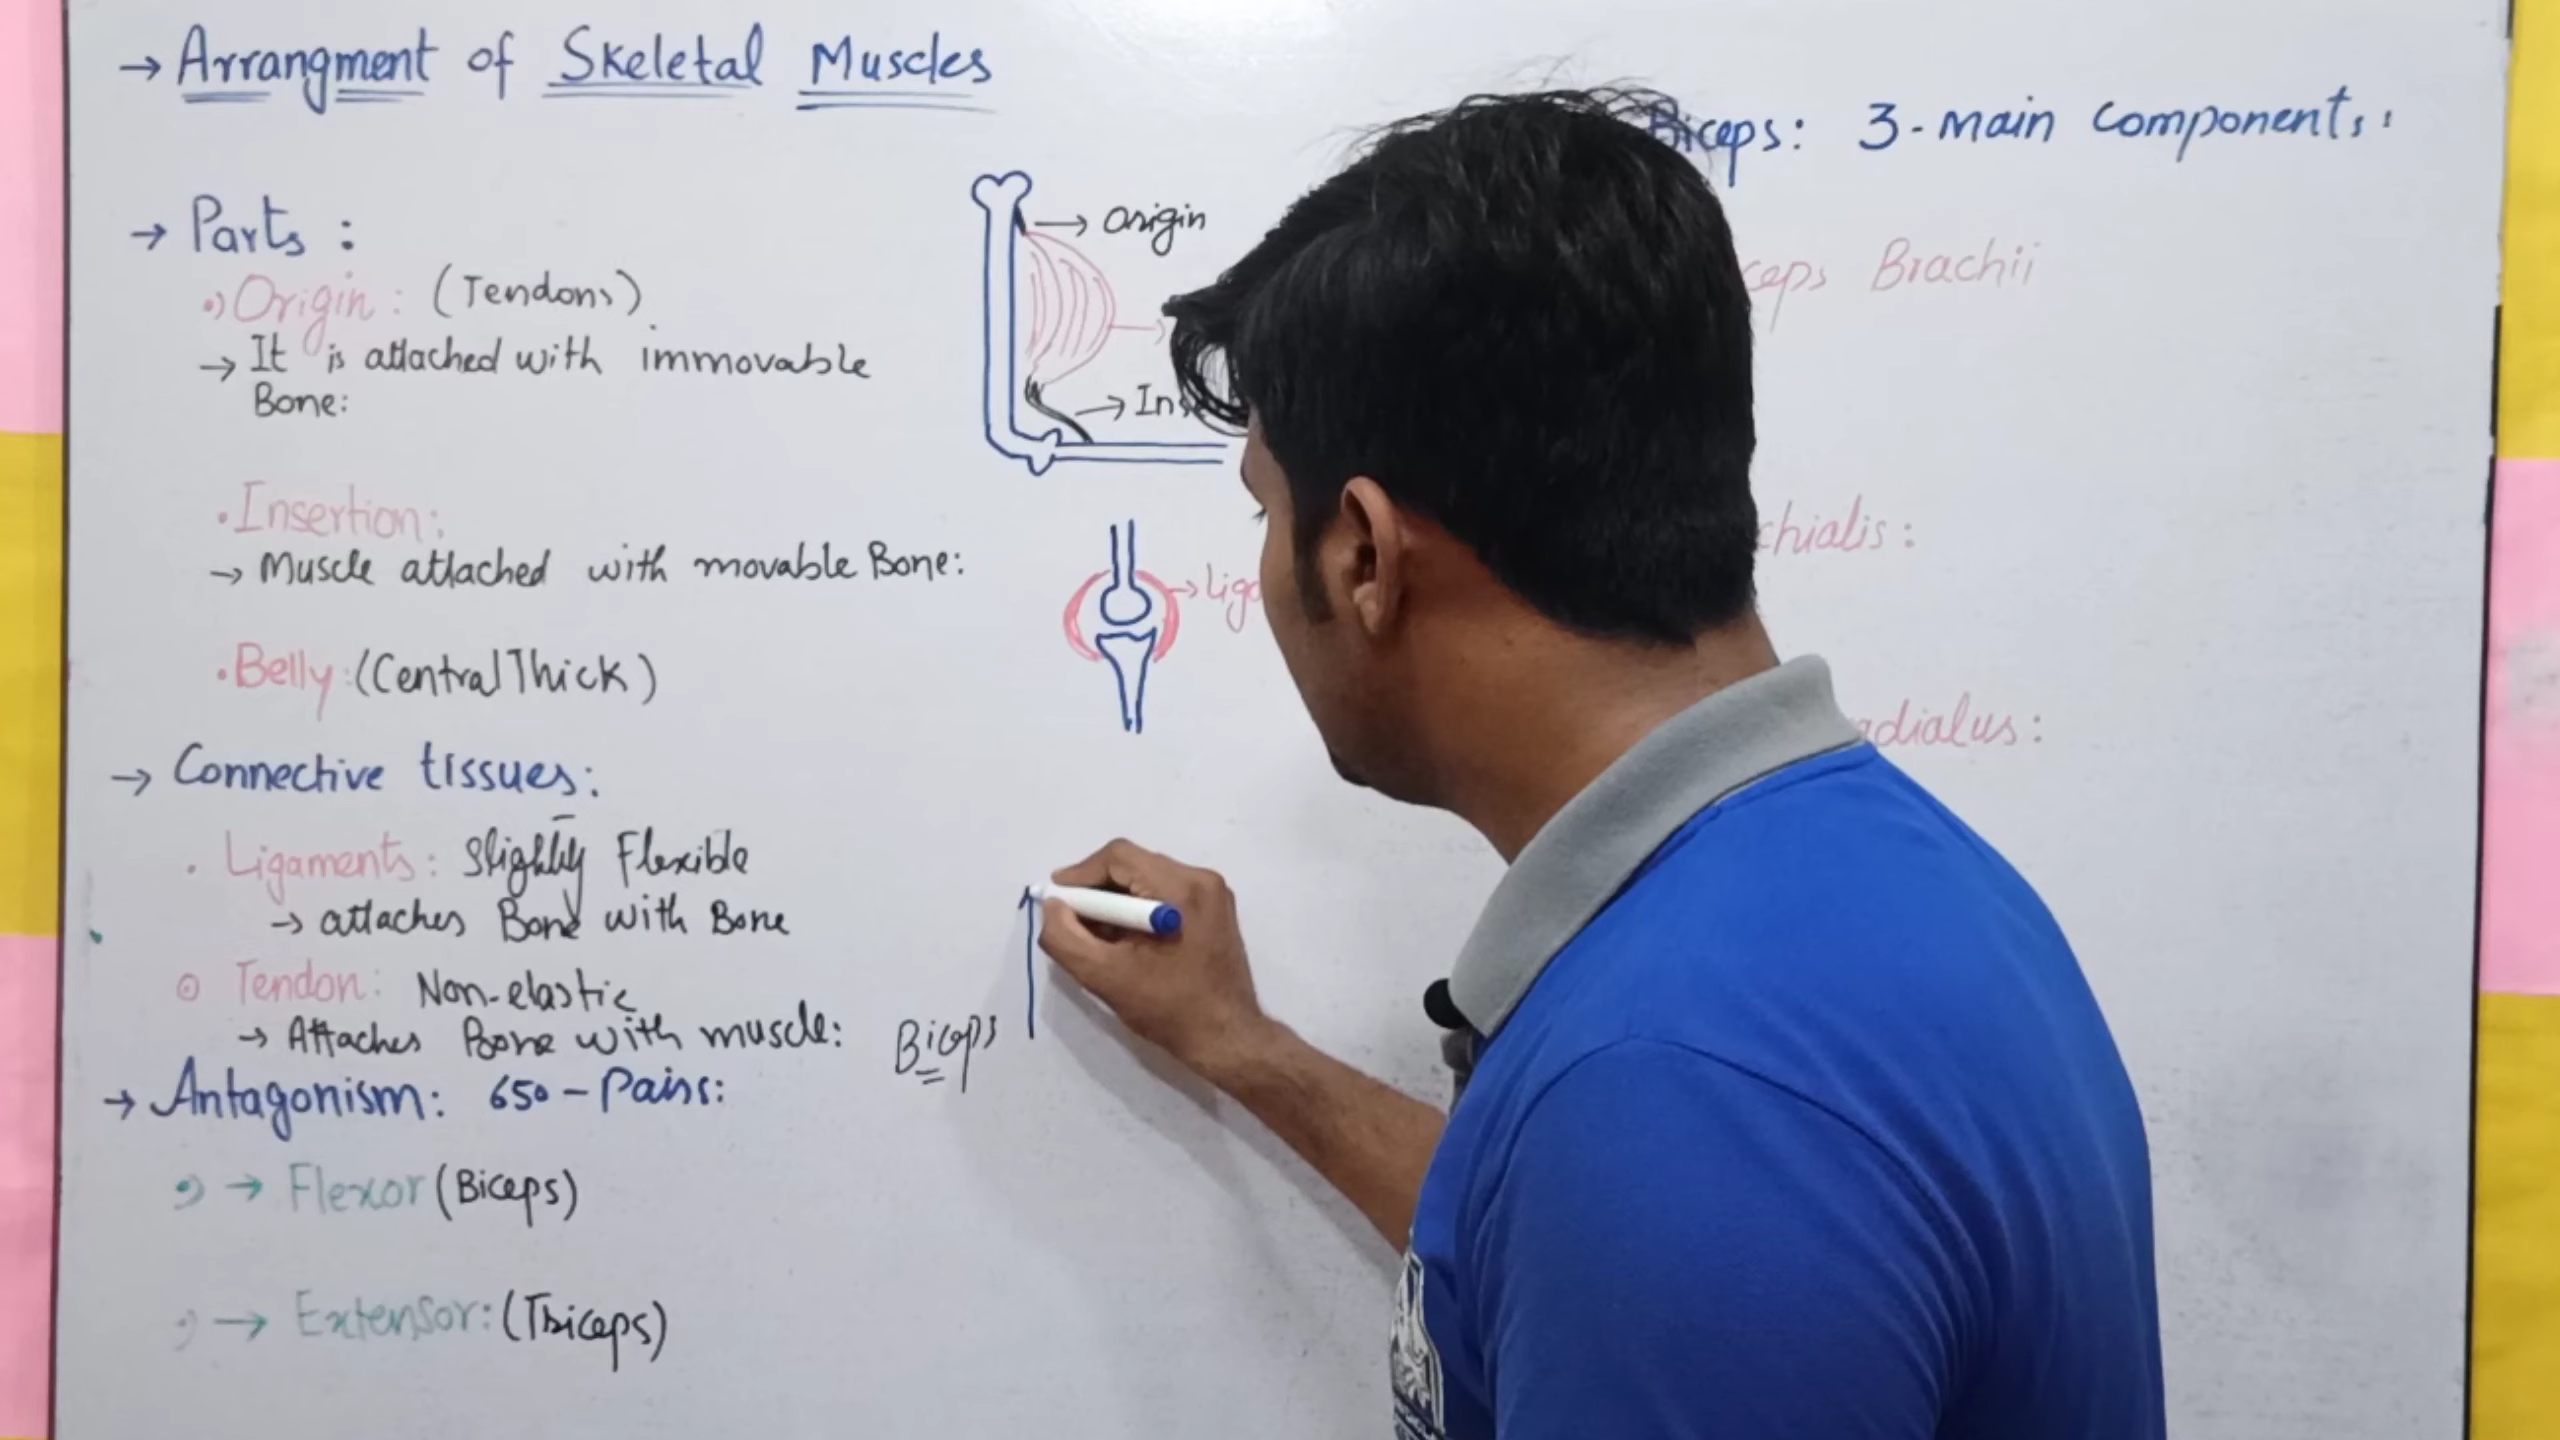 → Arrangment of Skeletal Muscles
→ Parts :
•) Origin : (Tendons)
→ It is attached with immovable
Bone:
• Insertion:
→ Muscle attached with movable Bone:
• Belly: (Central Thick)
→ Connective tissues:
• Ligaments: Slightly Flexible
→ attaches Bone with Bone
⊙ Tendon: Non-elastic
→ Attaches Bone with muscle:
→ Antagonism: 650 - Pairs:
→ Flexor (Biceps)
→ Extensor: (Triceps)
→ Origin
Biceps
Biceps: 3-main components:
Brachii